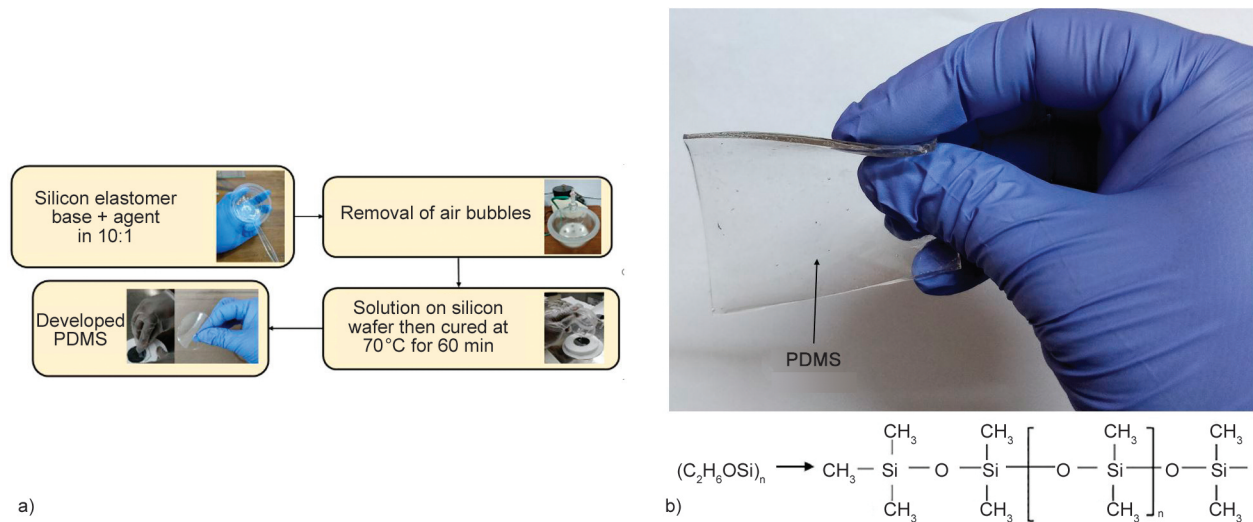 Silicon elastomer
base + agent
in 10:1
Removal of air bubbles
Developed
PDMS
Solution on silicon
wafer then cured at
70°C for 60 min
a)
PDMS
CH₃ CH₃ CH₃ CH₃
(C₂H₆OSi)ₙ CH₃ Si O Si O Si O Si
CH₃ CH₃ CH₃ n CH₃
b)